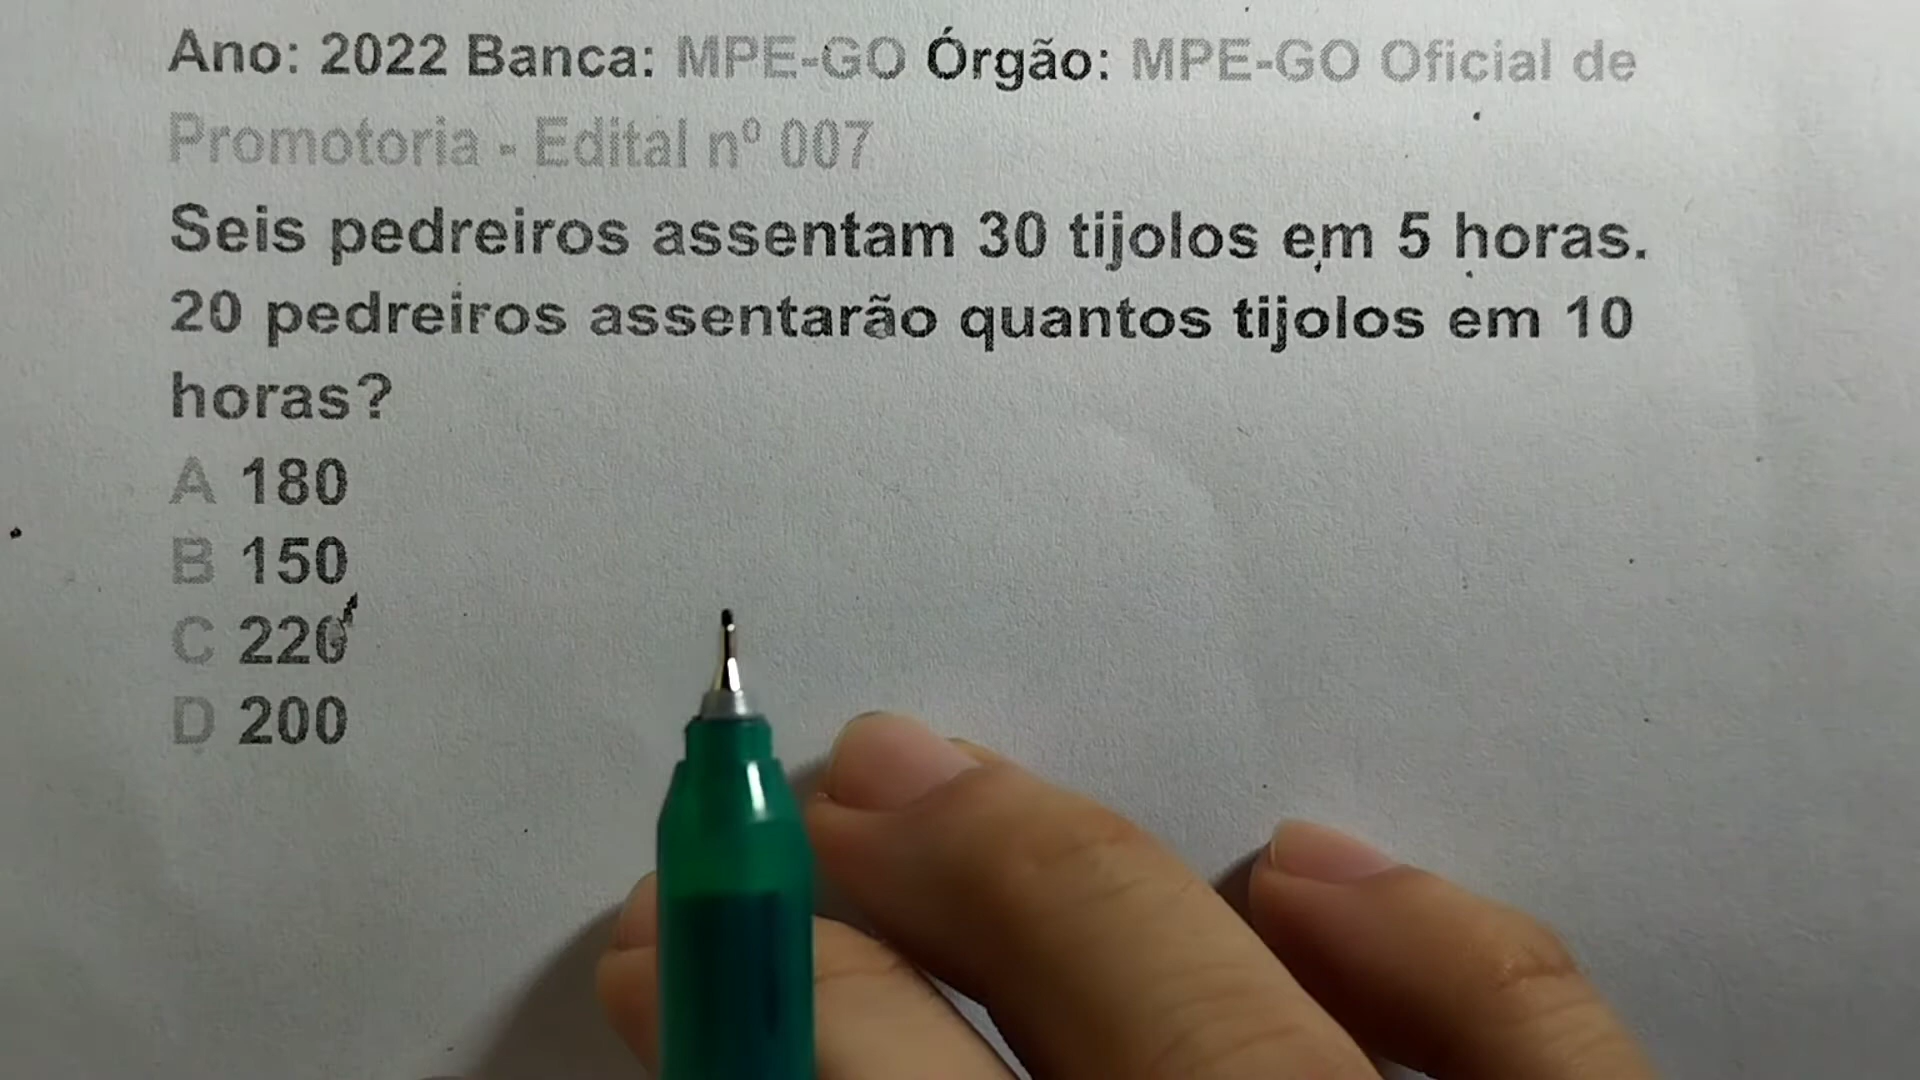 Ano: 2022 Banca: MPE-GO Órgão: MPE-GO Oficial de
Promotoria - Edital nº 007
Seis pedreiros assentam 30 tijolos em 5 horas.
20 pedreiros assentarão quantos tijolos em 10
horas?
A 180
B 150
C 220
D 200